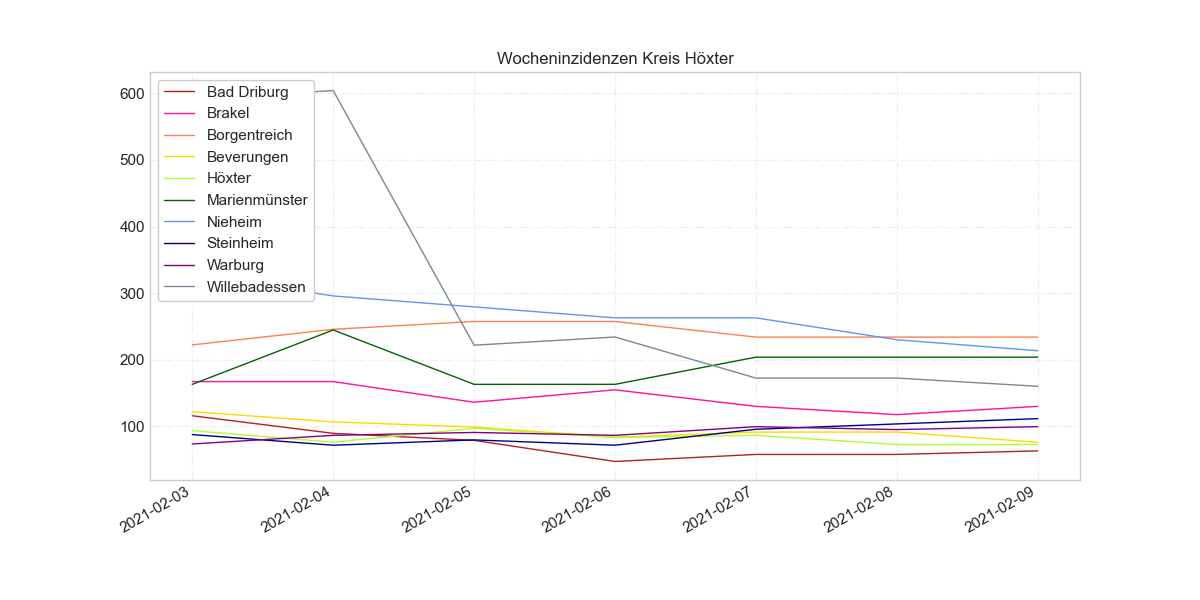 Wocheninzidenzen Kreis Höxter
600
500
400
300
200
100
Bad Driburg
Brakel
Borgentreich
Beverungen
Höxter
Marienmünster
Nieheim
Steinheim
Warburg
Willebadessen
2021-02-03
2021-02-04
2021-02-05
2021-02-06
2021-02-07
2021-02-08
2021-02-09